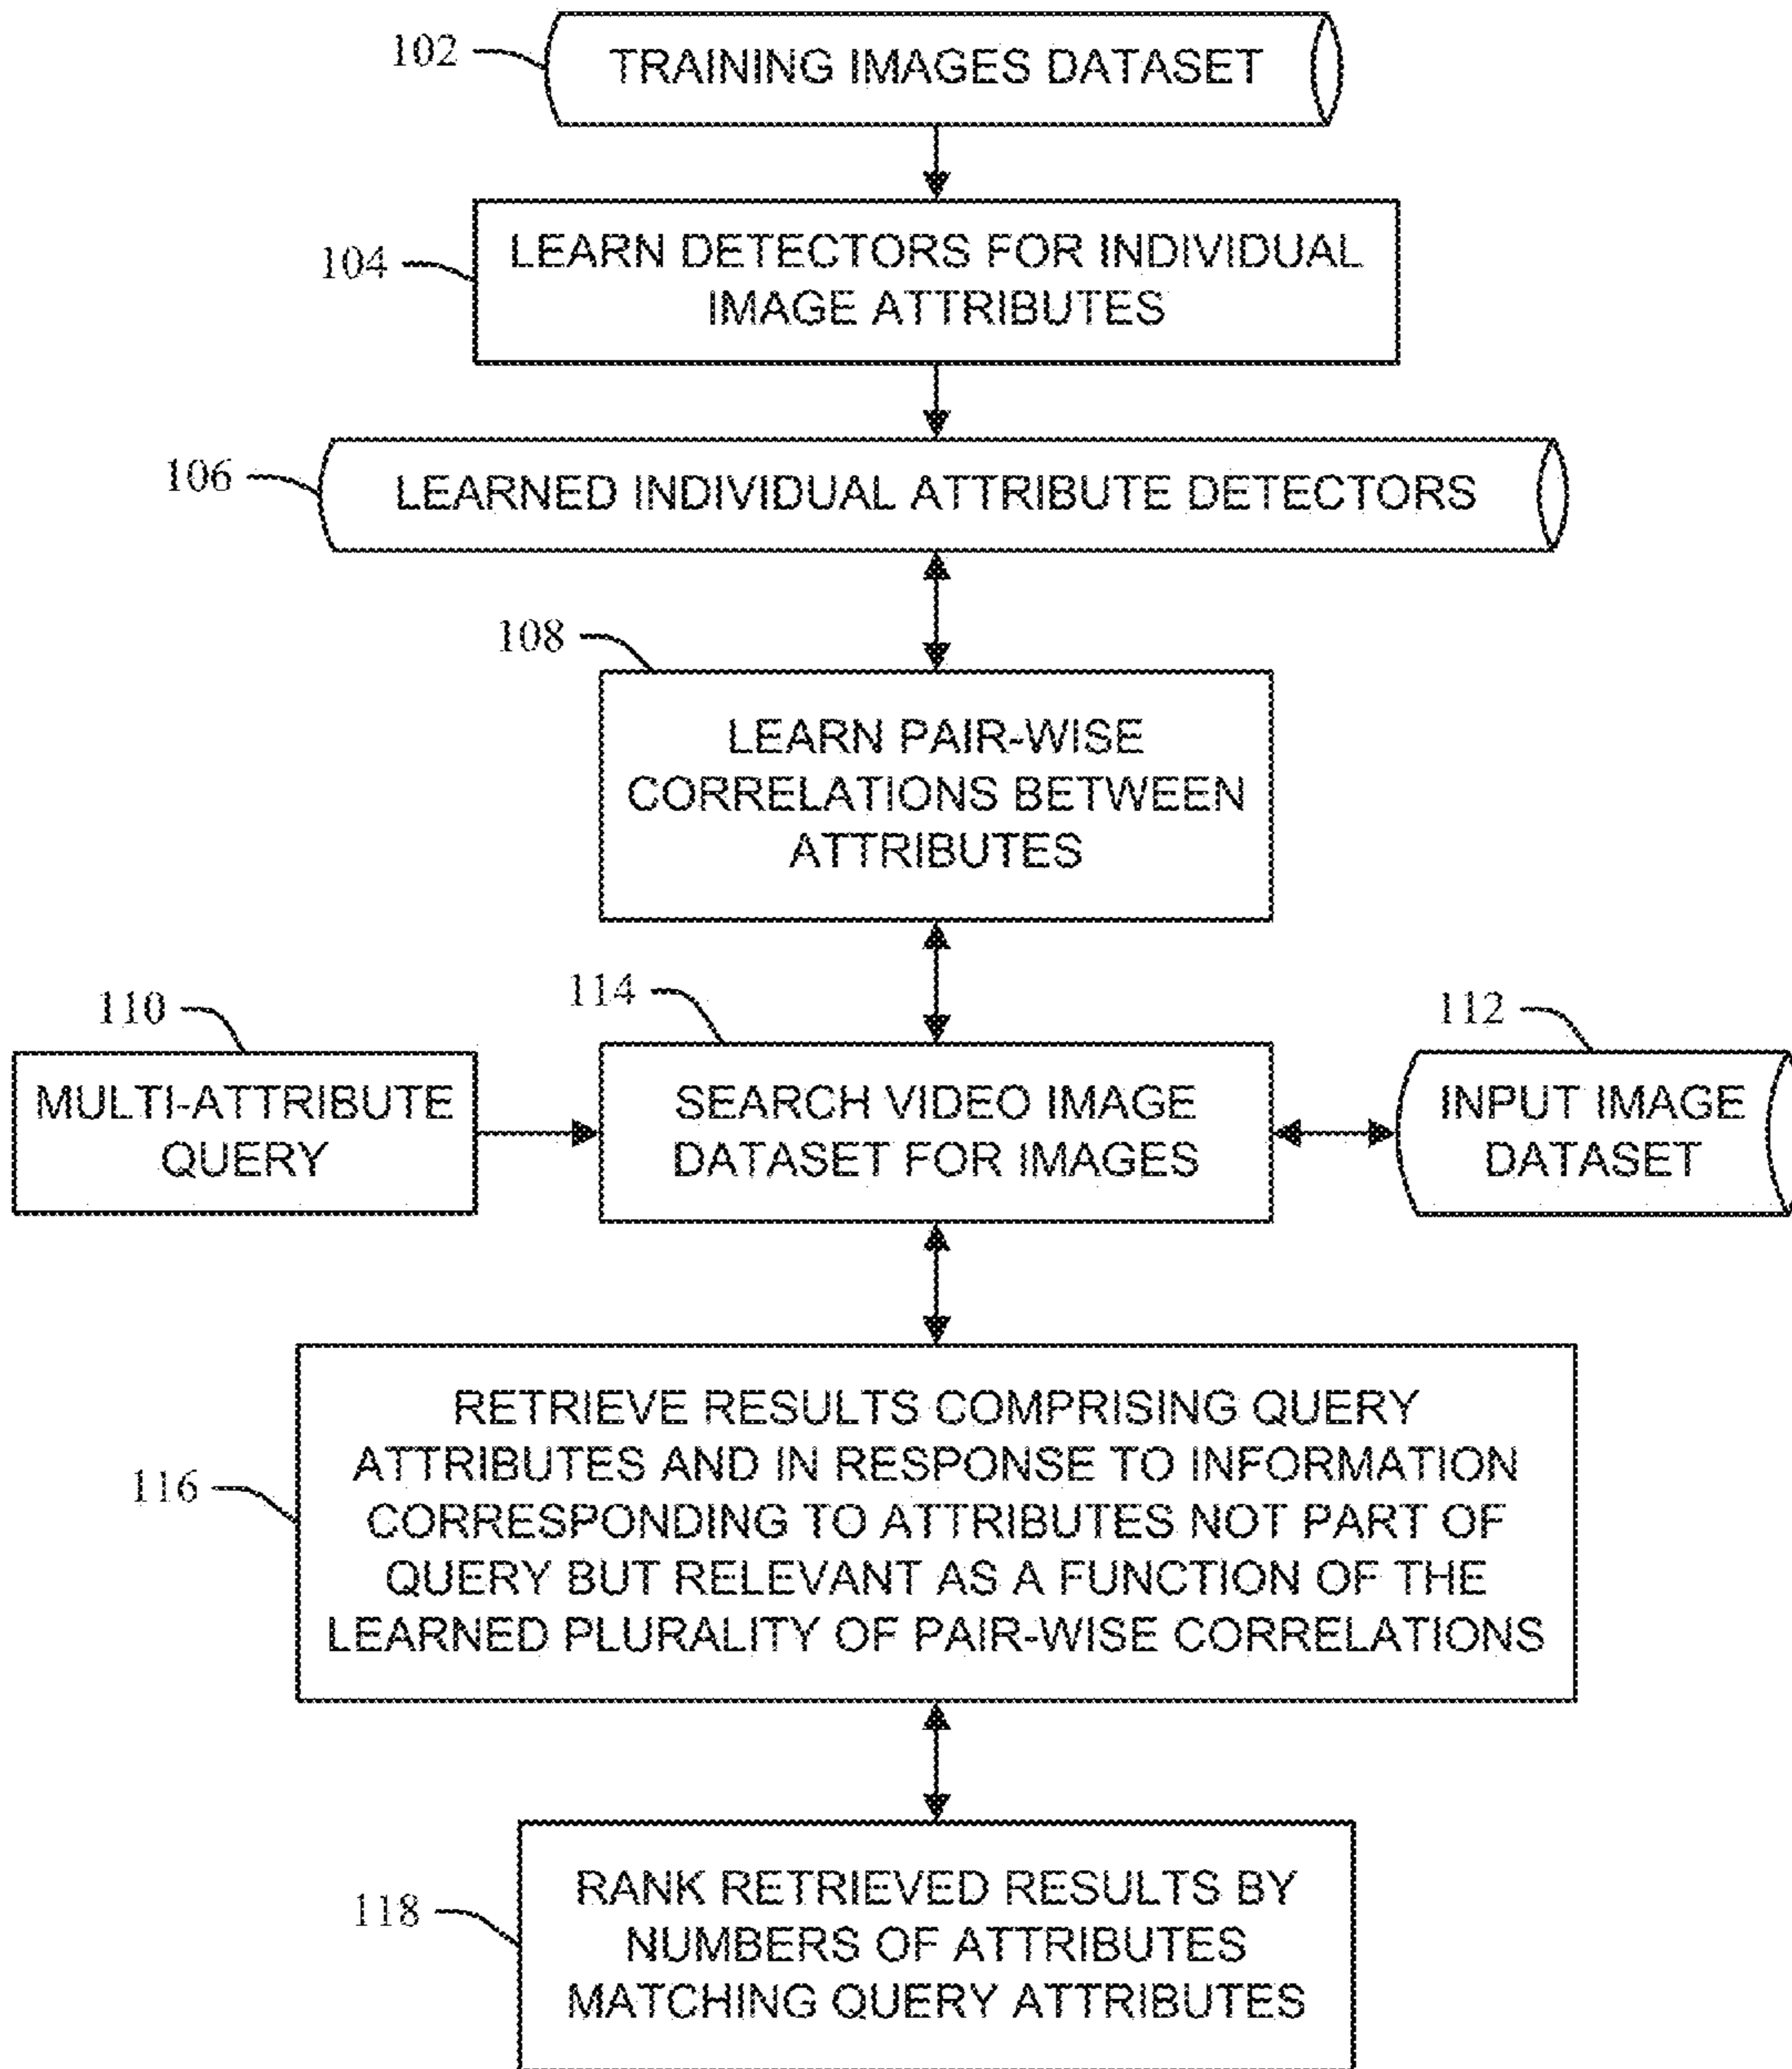 102
TRAINING IMAGES DATASET
104
LEARN DETECTORS FOR INDIVIDUAL
IMAGE ATTRIBUTES
106
LEARNED INDIVIDUAL ATTRIBUTE DETECTORS
108
LEARN PAIR-WISE
CORRELATIONS BETWEEN
ATTRIBUTES
110
MULTI-ATTRIBUTE
QUERY
114
SEARCH VIDEO IMAGE
DATASET FOR IMAGES
112
INPUT IMAGE
DATASET
116
RETRIEVE RESULTS COMPRISING QUERY
ATTRIBUTES AND IN RESPONSE TO INFORMATION
CORRESPONDING TO ATTRIBUTES NOT PART OF
QUERY BUT RELEVANT AS A FUNCTION OF THE
LEARNED PLURALITY OF PAIR-WISE CORRELATIONS
118
RANK RETRIEVED RESULTS BY
NUMBERS OF ATTRIBUTES
MATCHING QUERY ATTRIBUTES